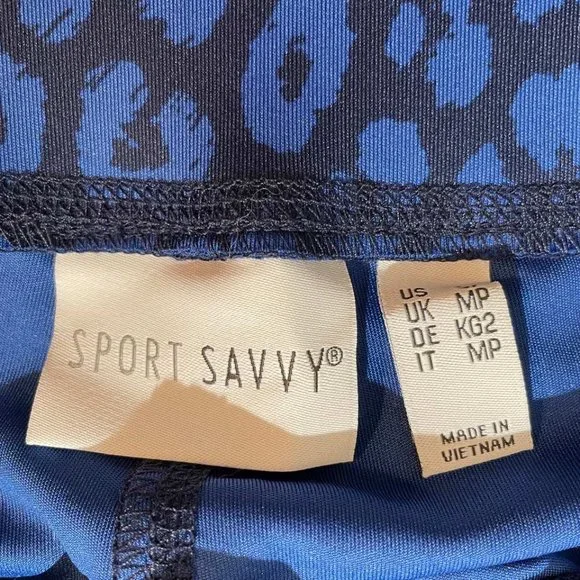 SPORT SAVVY®
US
UK MP
DE KG2
IT MP
MADE IN
VIETNAM